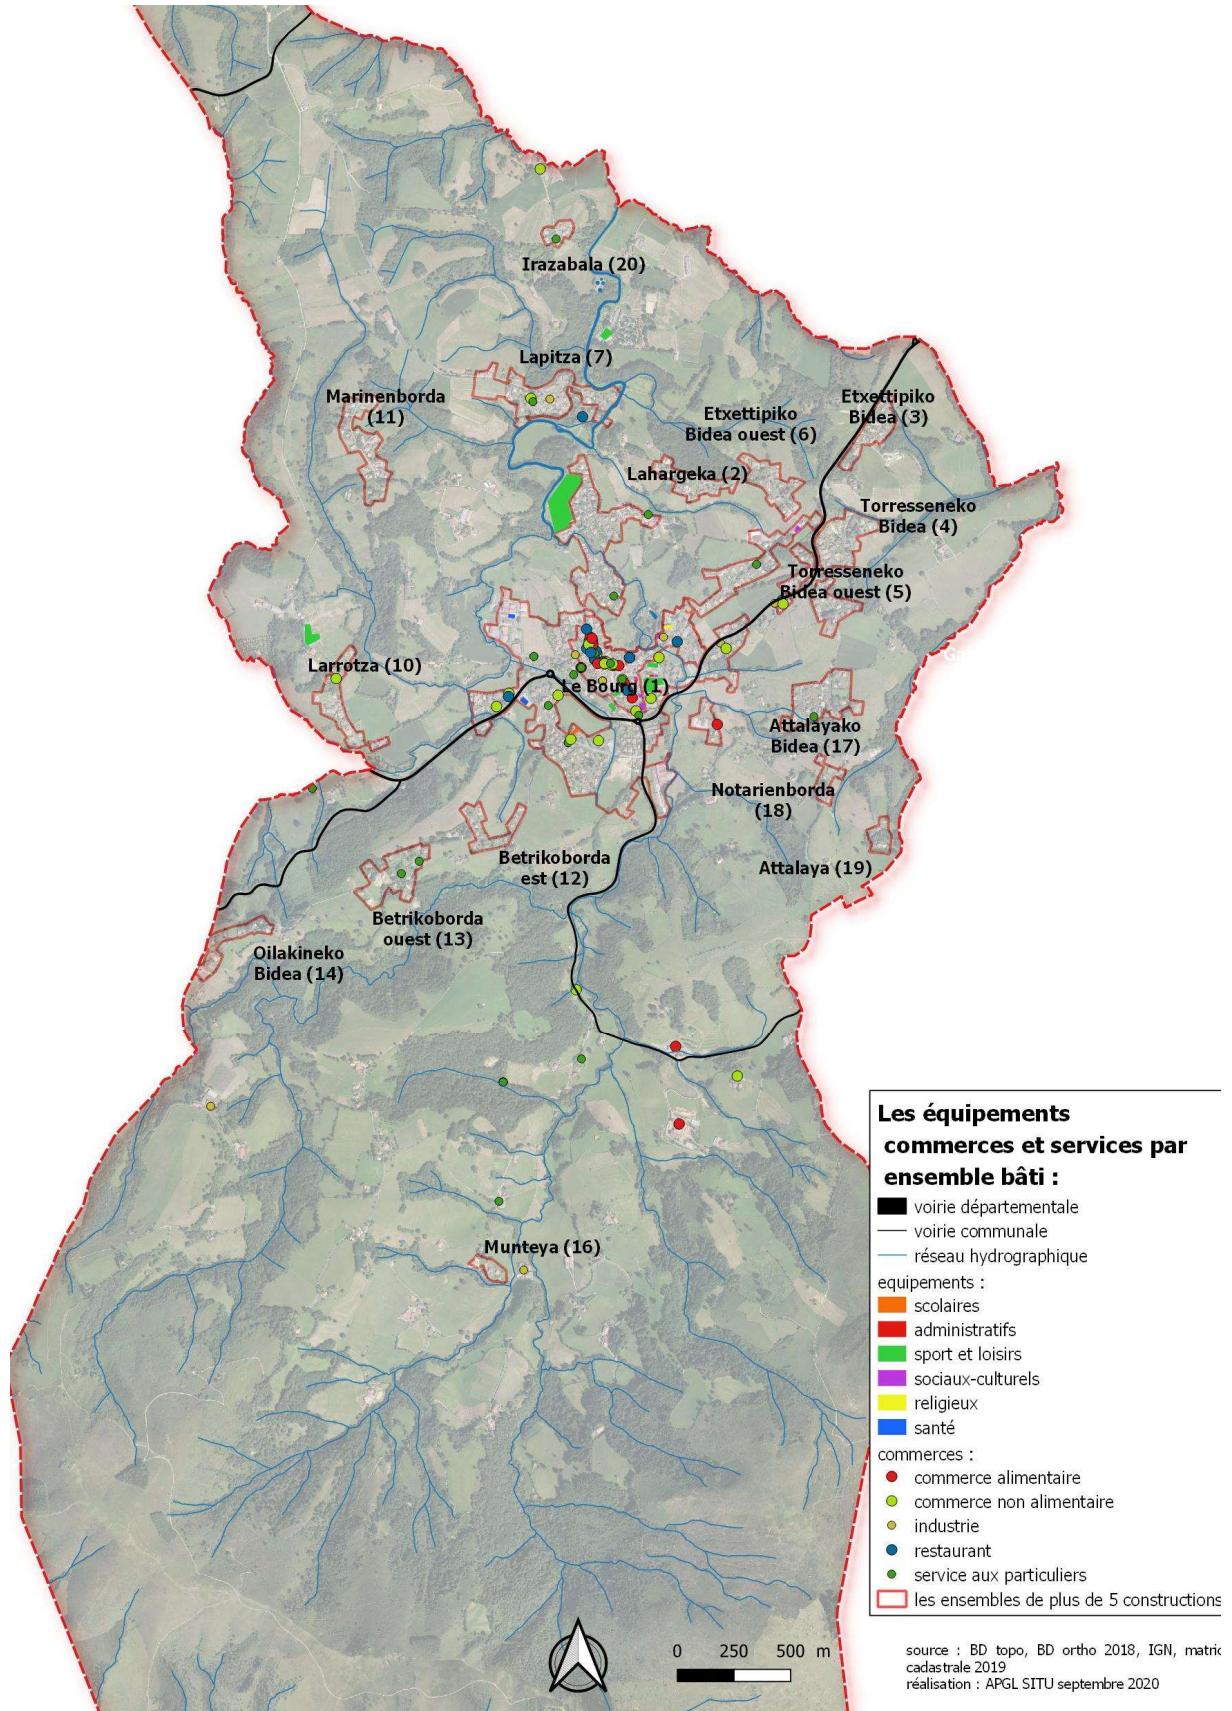 Irazabala (20)
Lapitza (7)
Marinenborda
(11)
Etxettipiko
Bidea (3)
Etxettipiko
Bidea ouest (6)
Lahargeka (2)
Torresseneko
Bidea (4)
Torresseneko
Bidea ouest (5)
Larrotza (10)
Le Bourg (1)
Attalayako
Bidea (17)
Notarienborda
(18)
Betrikoborda
est (12)
Attalaya (19)
Betrikoborda
ouest (13)
Oilakineko
Bidea (14)
Munteya (16)
Les équipements
commerces et services par
ensemble bâti :
voirie départementale
voirie communale
réseau hydrographique
equipements :
scolaires
administratifs
sport et loisirs
sociaux-culturels
religieux
santé
commerces :
commerce alimentaire
commerce non alimentaire
industrie
restaurant
service aux particuliers
les ensembles de plus de 5 constructions
0 250 500 m
source : BD topo, BD ortho 2018, IGN, matric
cadastrale 2019
réalisation : APGL SITU septembre 2020